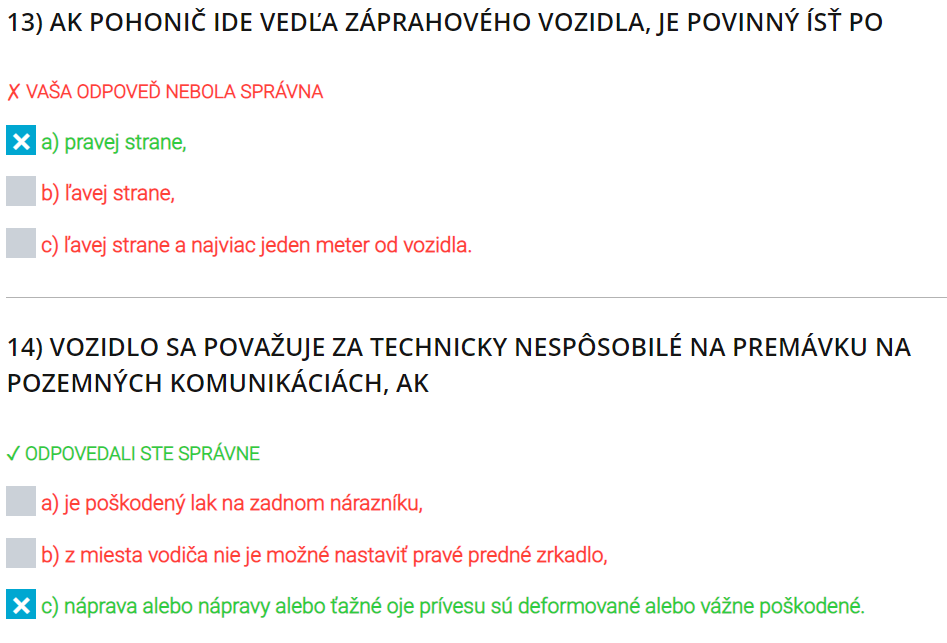 13) AK POHONIČ IDE VEDĽA ZÁPRAHOVÉHO VOZIDLA, JE POVINNÝ ÍSŤ PO
✗ VAŠA ODPOVEĎ NEBOLA SPRÁVNA
a) pravej strane,
b) ľavej strane,
c) ľavej strane a najviac jeden meter od vozidla.
14) VOZIDLO SA POVAŽUJE ZA TECHNICKY NESPÔSOBILÉ NA PREMÁVKU NA
POZEMNÝCH KOMUNIKÁCIÁCH, AK
✓ ODPOVEDALI STE SPRÁVNE
a) je poškodený lak na zadnom nárazníku,
b) z miesta vodiča nie je možné nastaviť pravé predné zrkadlo,
c) náprava alebo nápravy alebo ťažné oje prívesu sú deformované alebo vážne poškodené.